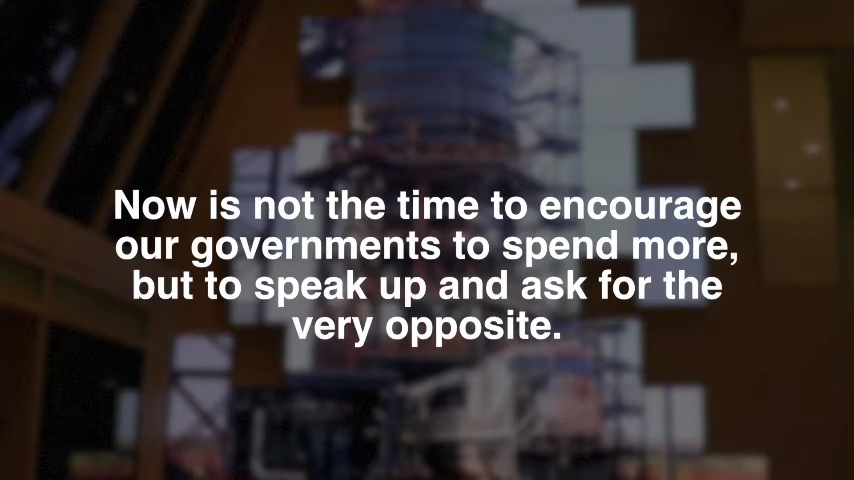 Now is not the time to encourage
our governments to spend more,
but to speak up and ask for the
very opposite.